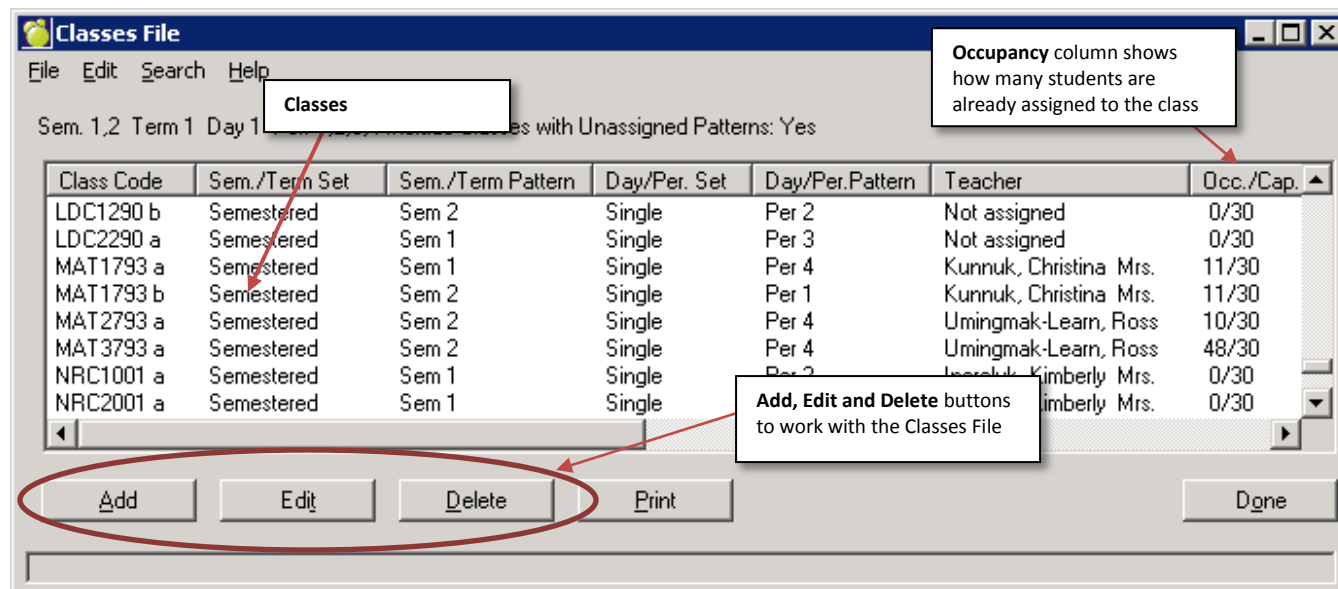 Classes File
Occupancy column shows
how many students are
already assigned to the class
File Edit Search Help
Classes
Sem. 1,2 Term 1 Day 1 with Unassigned Patterns: Yes
Class Code Sem./Term Set Sem./Term Pattern Day/Per. Set Day/Per.Pattern Teacher Occ./Cap.
LDC1290 b Semestered Sem 2 Single Per 2 Not assigned 0/30
LDC2290 a Semestered Sem 1 Single Per 3 Not assigned 0/30
MAT1793 a Semestered Sem 1 Single Per 4 Kunnuk, Christina Mrs. 11/30
MAT1793 b Semestered Sem 2 Single Per 1 Kunnuk, Christina Mrs. 11/30
MAT2793 a Semestered Sem 2 Single Per 4 Umingmak-Learn, Ross 10/30
MAT3793 a Semestered Sem 2 Single Per 4 Umingmak-Learn, Ross 48/30
NRC1001 a Semestered Sem 1 Single Kimberly Mrs. 0/30
NRC2001 a Semestered Sem 1 Single Mrs. 0/30
Add, Edit and Delete buttons
to work with the Classes File
Add Edit Delete Print Done